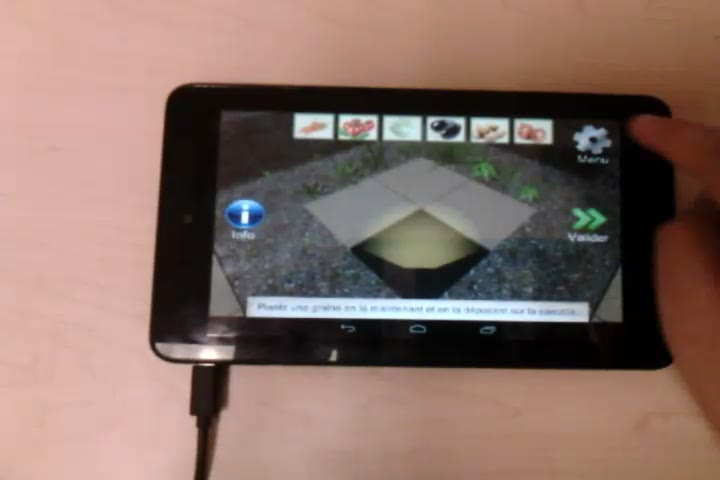 Menu
Info
Valider
Plante une graine en la maintenant et en la déposant sur la parcelle.